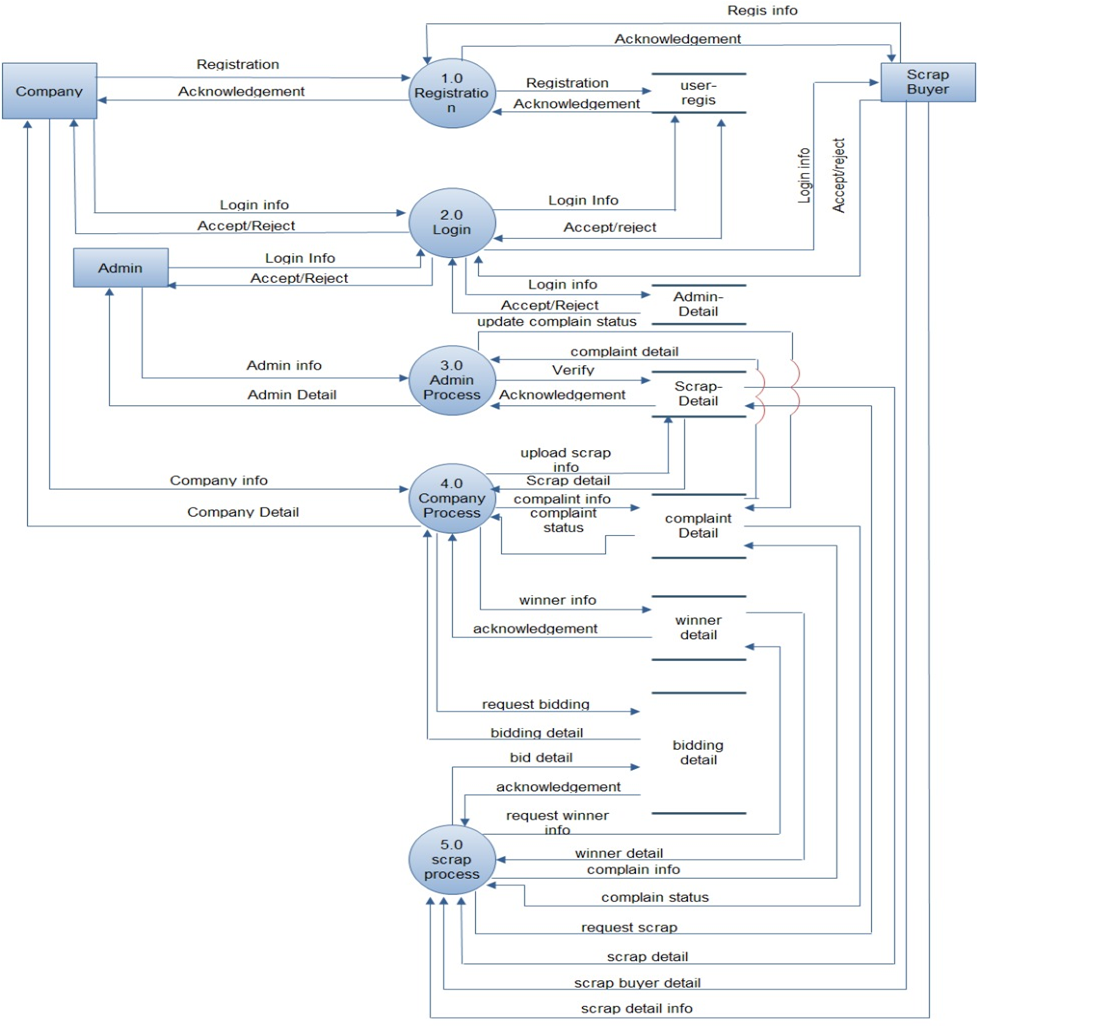 Regis info
Acknowledgement
Registration
Acknowledgement
Company
1.0
Registratio
n
Registration
Acknowledgement
user-
regis
Scrap
Buyer
Login info
Accept/reject
Login info
Accept/Reject
2.0
Login
Login Info
Accept/reject
Admin
Login Info
Accept/Reject
Login info
Accept/Reject
Admin-
Detail
update complain status
complaint detail
Admin info
Admin Detail
3.0
Admin
Process
Verify
Acknowledgement
Scrap-
Detail
upload scrap
info
Scrap detail
Company info
Company Detail
4.0
Company
Process
compalint info
complaint
status
complaint
Detail
winner info
acknowledgement
winner
detail
request bidding
bidding detail
bid detail
acknowledgement
bidding
detail
request winner
info
5.0
scrap
process
winner detail
complain info
complain status
request scrap
scrap detail
scrap buyer detail
scrap detail info